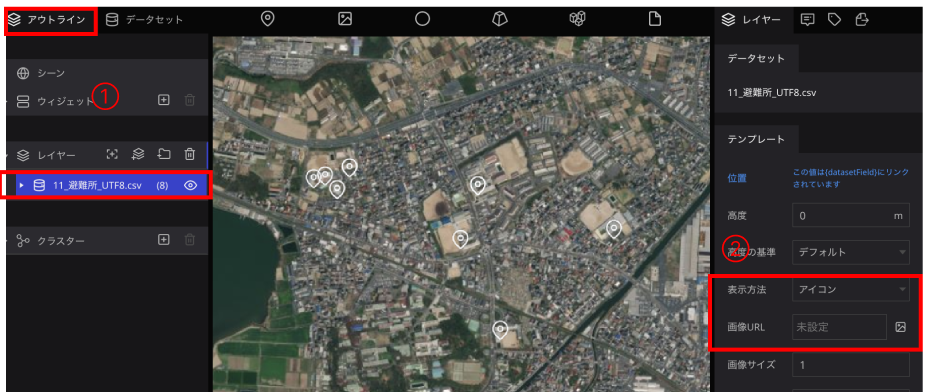 アウトライン
データセット
シーン
ウィジェット
①
レイヤー
11_避難所_UTF8.csv (8)
クラスター
レイヤー
データセット
11_避難所_UTF8.csv
テンプレート
位置
この値は{datasetField}にリンク
されています
高度 0 m
②
高度の基準 デフォルト
表示方法 アイコン
画像URL 未設定
画像サイズ 1